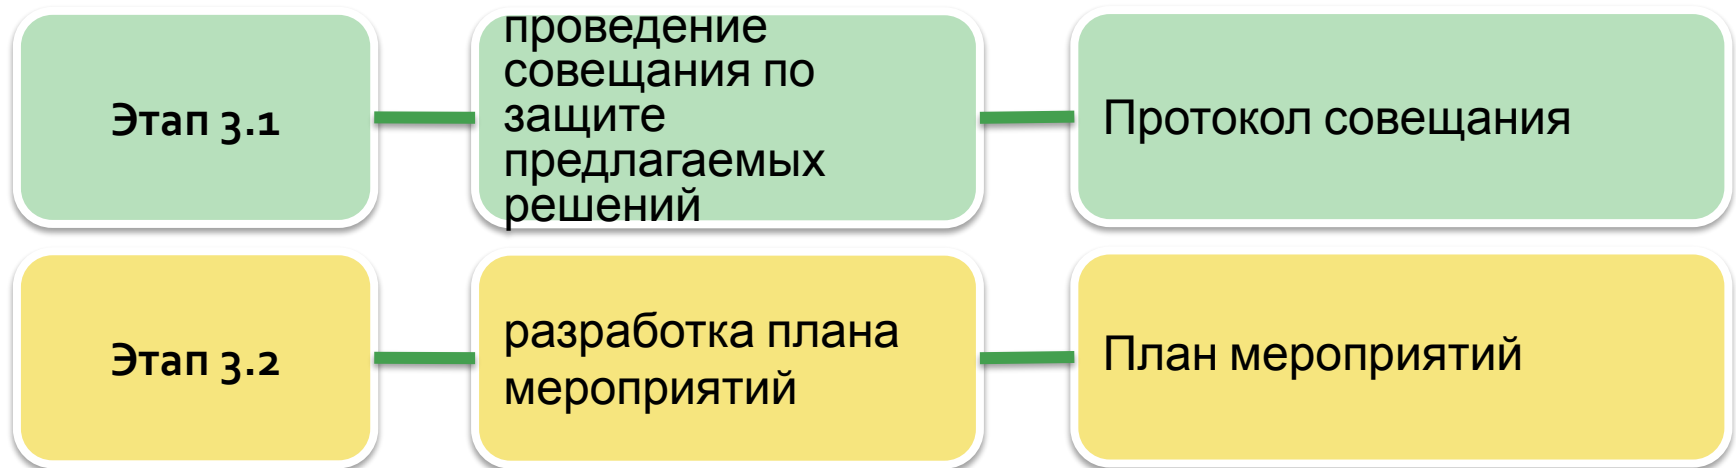 Этап 3.1
проведение
совещания по
защите
предлагаемых
решений
Протокол совещания
Этап 3.2
разработка плана
мероприятий
План мероприятий